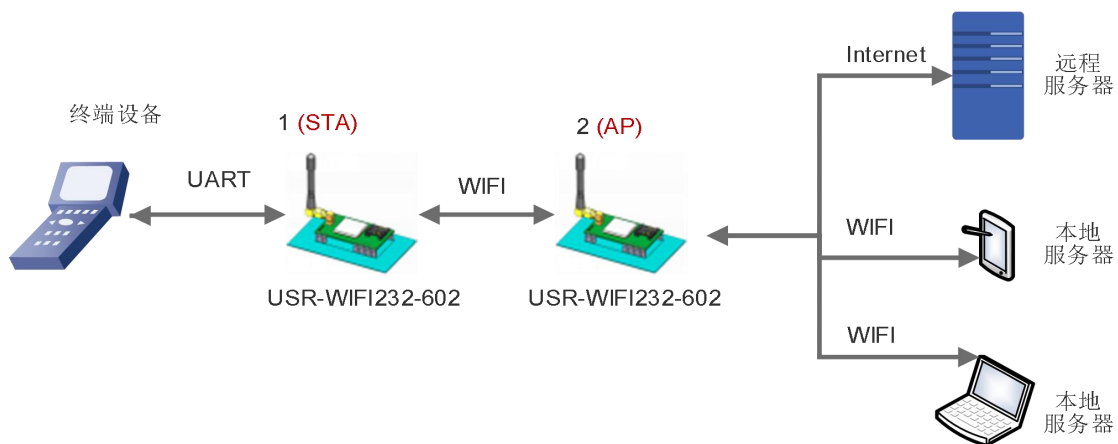 终端设备
UART
1 (STA)
USR-WIFI232-602
WIFI
2 (AP)
USR-WIFI232-602
Internet
远程
服务器
WIFI
本地
服务器
WIFI
本地
服务器